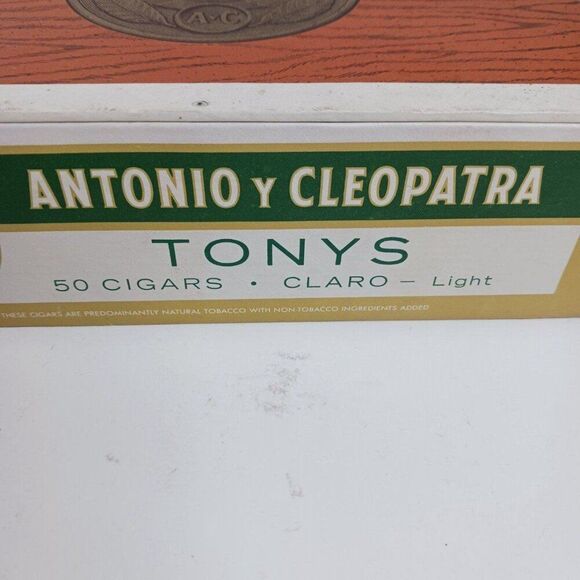 A·C
ANTONIO Y CLEOPATRA
TONYS
50 CIGARS • CLARO – Light
THESE CIGARS ARE PREDOMINANTLY NATURAL TOBACCO WITH NON-TOBACCO INGREDIENTS ADDED